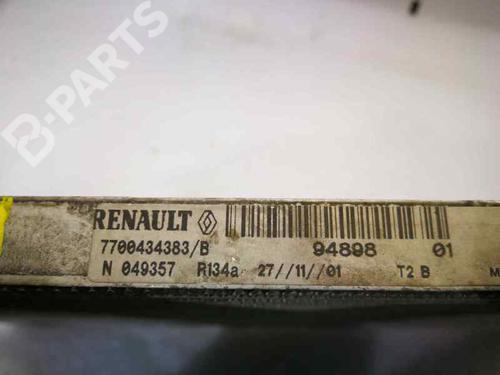 B-PARTS
RENAULT
7700434383/B 94898 01
N 049357 R134a 27//11//01 T2 B M